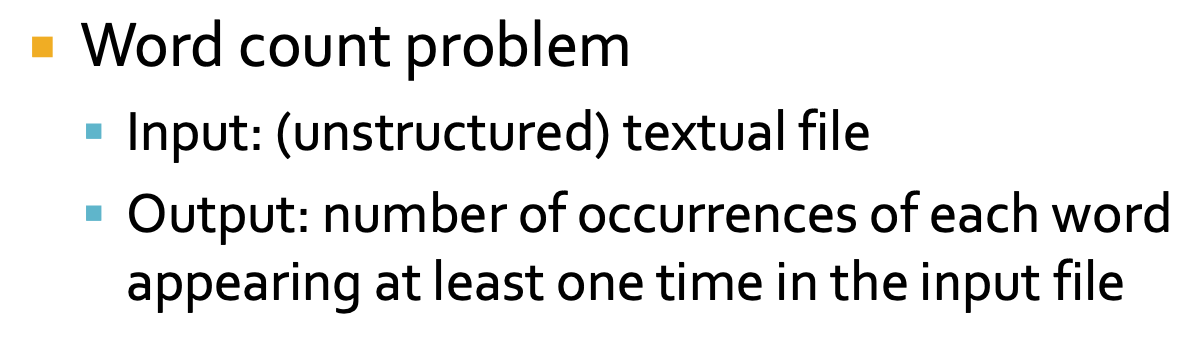 Word count problem
Input: (unstructured) textual file
Output: number of occurrences of each word
appearing at least one time in the input file